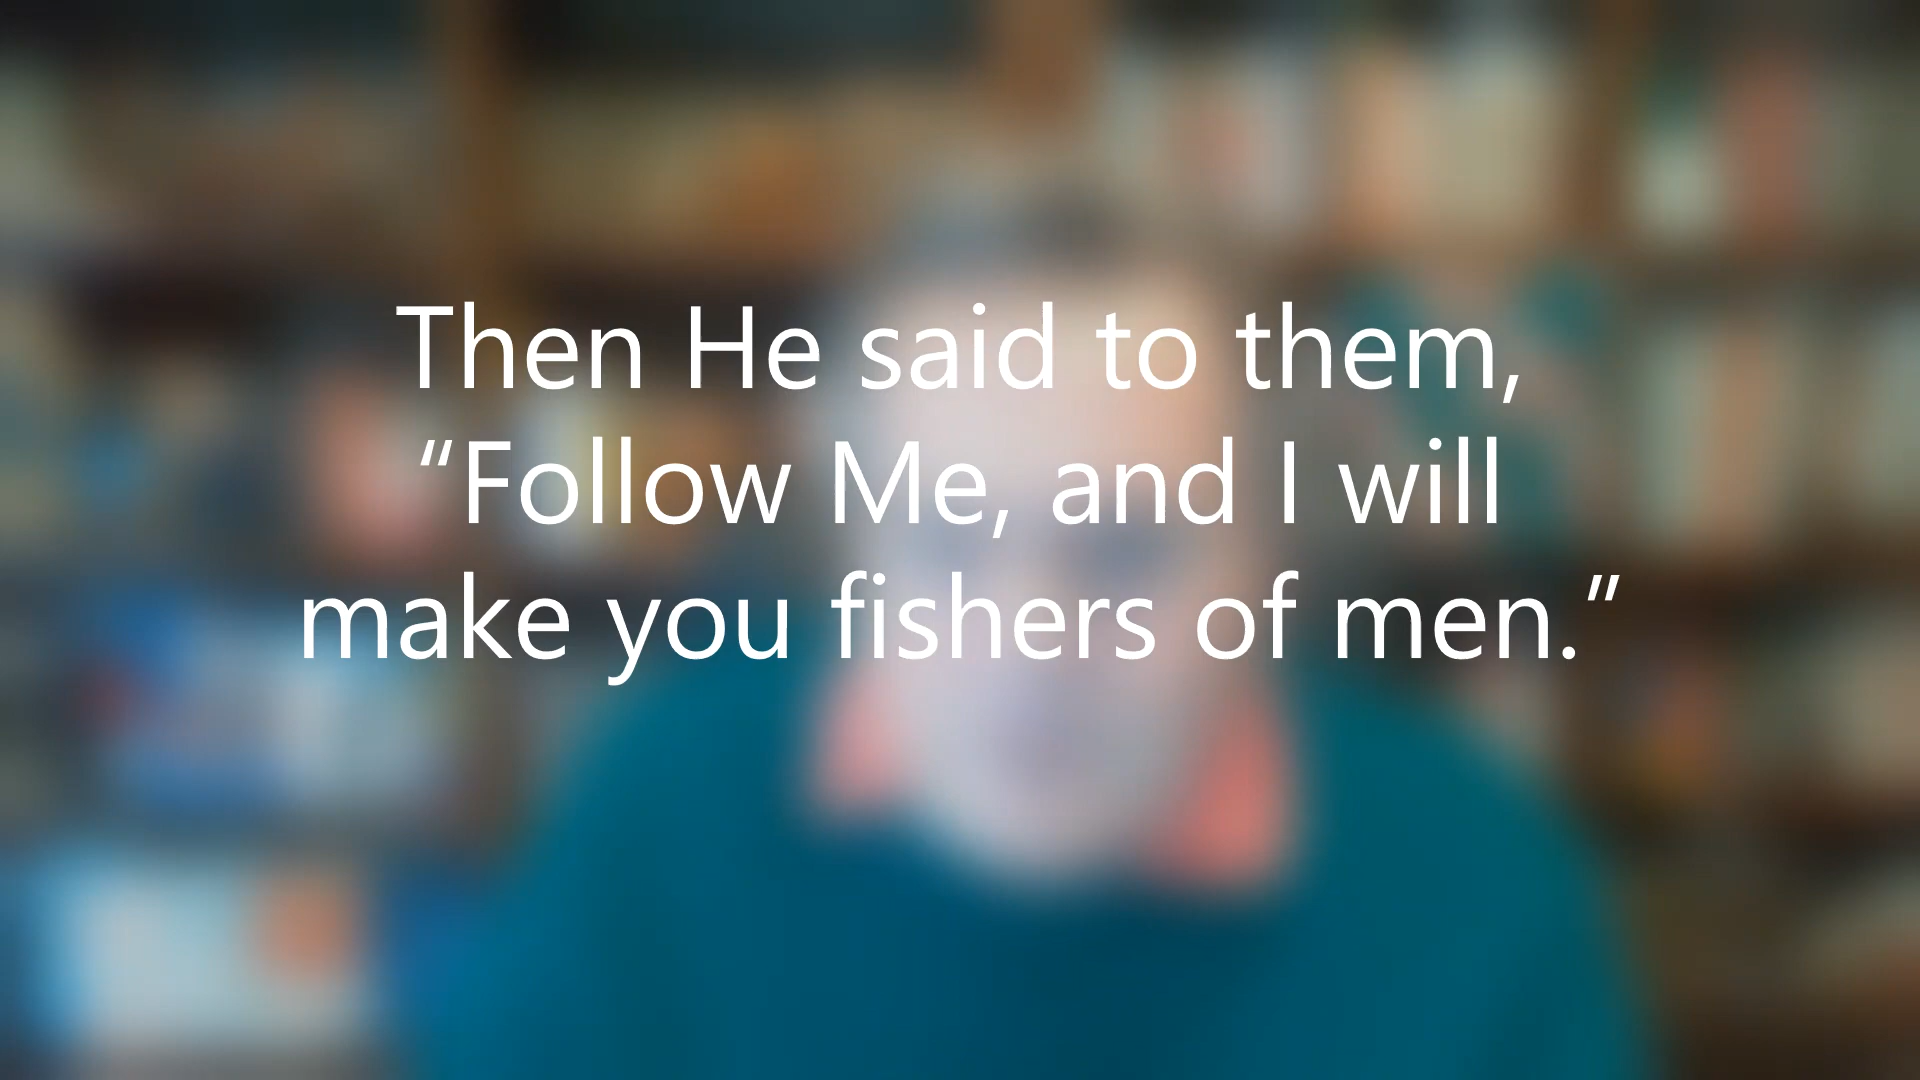 Then He said to them,
“Follow Me, and I will
make you fishers of men.”